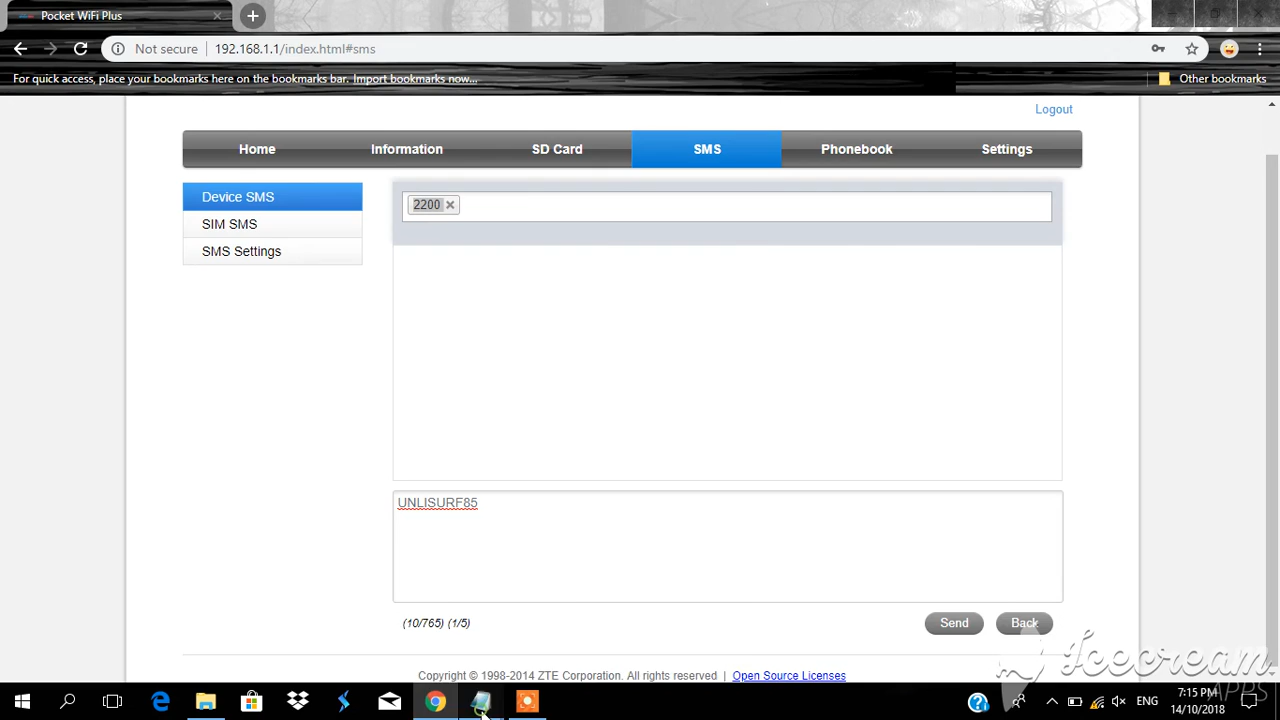 Pocket WiFi Plus
Not secure 192.168.1.1/index.html#sms
For quick access, place your bookmarks here on the bookmarks bar. Import bookmarks now... Other bookmarks
Logout
Home Information SD Card SMS Phonebook Settings
Device SMS
SIM SMS
SMS Settings
2200
UNLISURF85
(10/765) (1/5)
Send Back
Copyright © 1998-2014 ZTE Corporation. All rights reserved | Open Source Licenses
Icecream
APPS
ENG
7:15 PM
14/10/2018